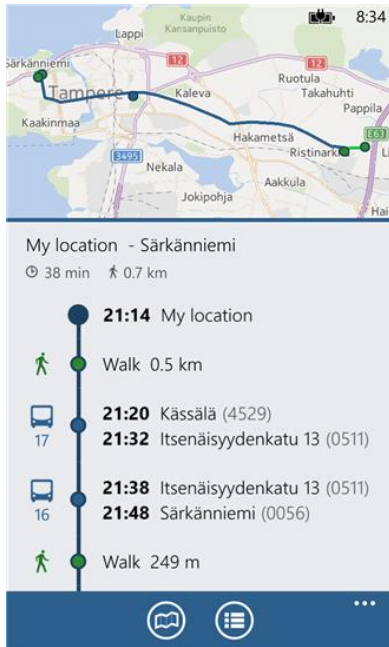 8:34
Kaupin
Kansanpuisto
Lappi
12
12
Särkänniemi
Ruotula
Takahuhti
Tampere
Kaleva
Pappila
Kaakinmaa
Hakametsä
E63
3495
Ristinarkku
Nekala
Aakkula
Jokipohja
Hai
My location - Särkänniemi
38 min 0.7 km
21:14 My location
Walk 0.5 km
21:20 Kässälä (4529)
17 21:32 Itsenäisyydenkatu 13 (0511)
21:38 Itsenäisyydenkatu 13 (0511)
16 21:48 Särkänniemi (0056)
Walk 249 m